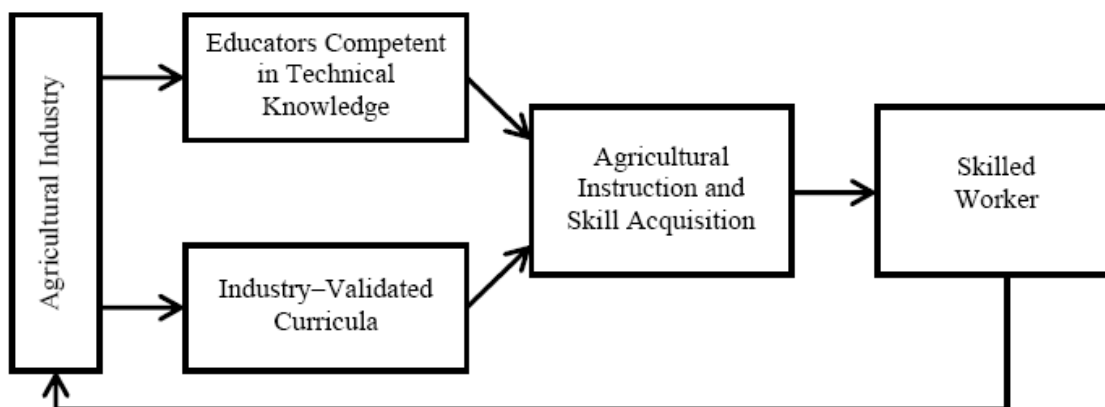 Agricultural Industry
Educators Competent
in Technical
Knowledge
Industry–Validated
Curricula
Agricultural
Instruction and
Skill Acquisition
Skilled
Worker